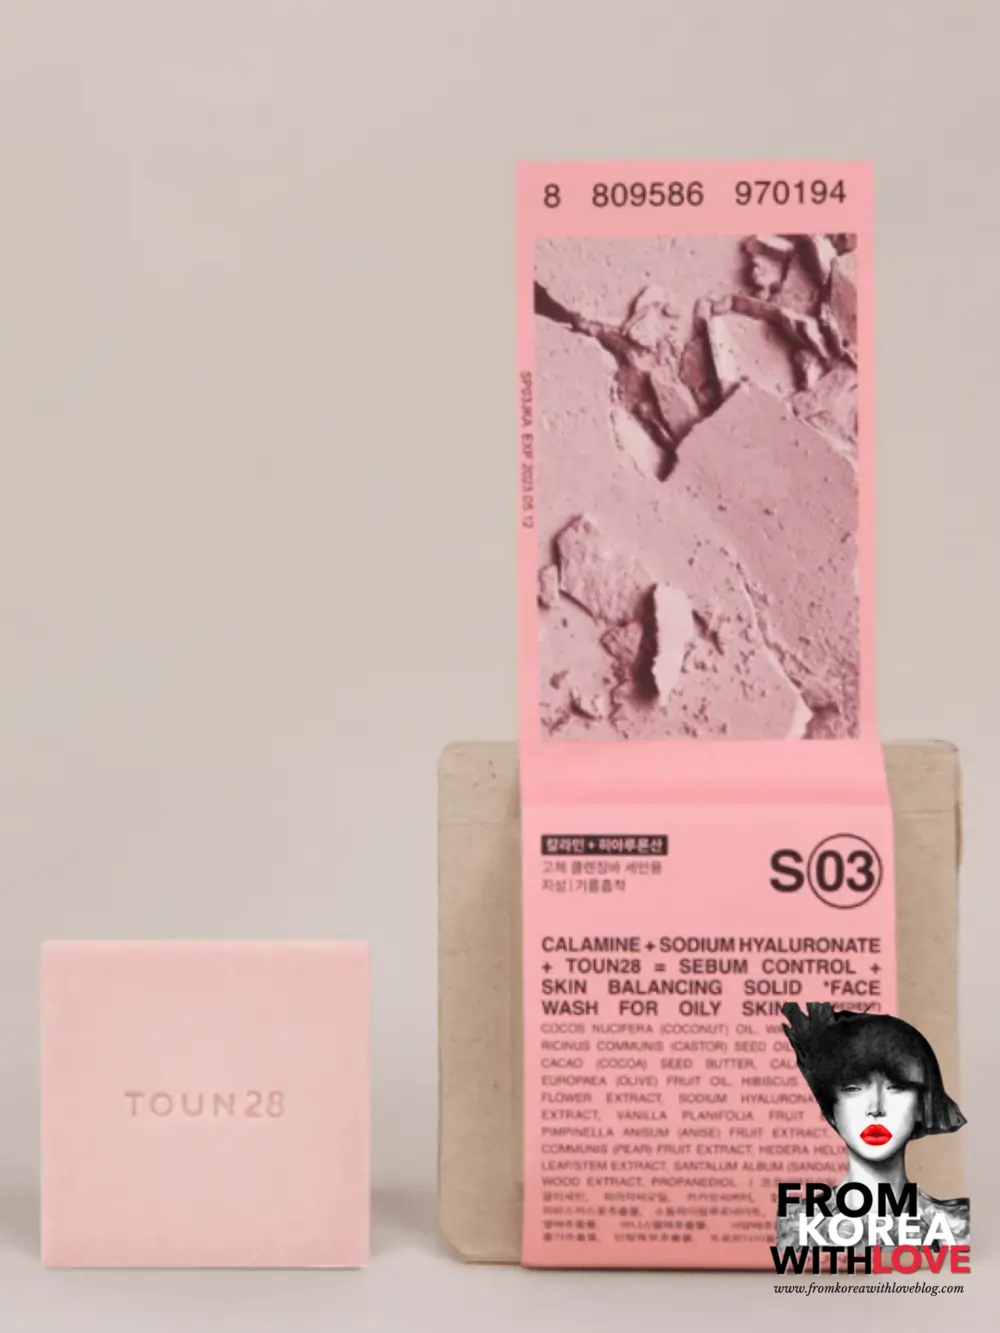 8 809586 970194
SP03JKA EXP 2023.05.12
칼라민 + 히아루론산
고체 클렌징바 세안용
지성 | 기름흡착
S03
CALAMINE + SODIUM HYALURONATE
+ TOUN28 = SEBUM CONTROL +
SKIN BALANCING SOLID *FACE
WASH FOR OILY SKIN
COCOS NUCIFERA (COCONUT) OIL,
RICINUS COMMUNIS (CASTOR) SEED
CACAO (COCOA) SEED BUTTER,
EUROPAEA (OLIVE) FRUIT OIL, HIBISCUS
FLOWER EXTRACT, SODIUM
EXTRACT, VANILLA PLANIFOLIA FRUIT
PIMPINELLA ANISUM (ANISE) FRUIT EXTRACT,
COMMUNIS (PEAR) FRUIT EXTRACT, HEDERA HELIX
LEAF/STEM EXTRACT, SANTALUM ALBUM
WOOD EXTRACT, PROPANEDIOL. |
TOUN28
FROM
KOREA
WITHLOVE
www.fromkoreawithloveblog.com